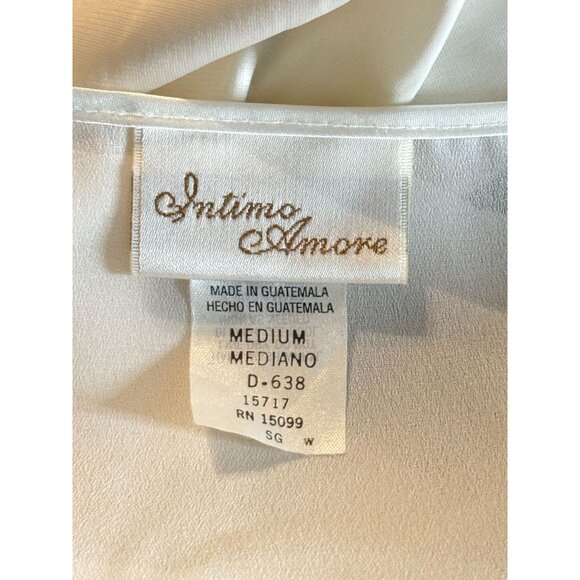 Intimo
Amore
MADE IN GUATEMALA
HECHO EN GUATEMALA
MEDIUM
MEDIANO
D-638
15717
RN 15099
SG W